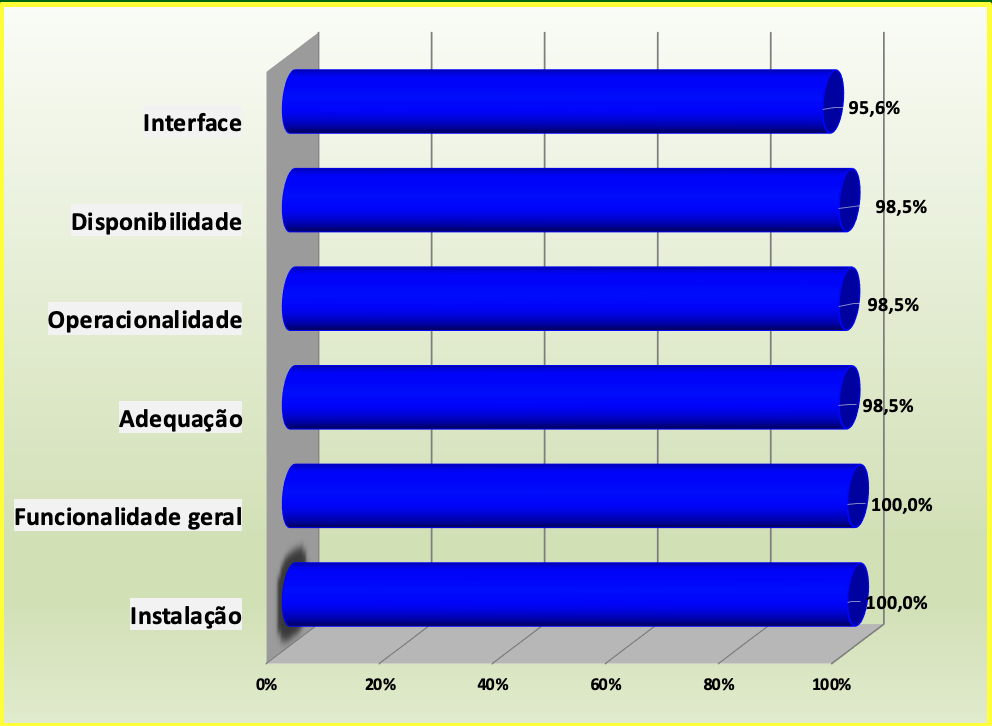 Interface
95,6%
Disponibilidade
98,5%
Operacionalidade
98,5%
Adequação
98,5%
Funcionalidade geral
100,0%
Instalação
100,0%
0% 20% 40% 60% 80% 100%